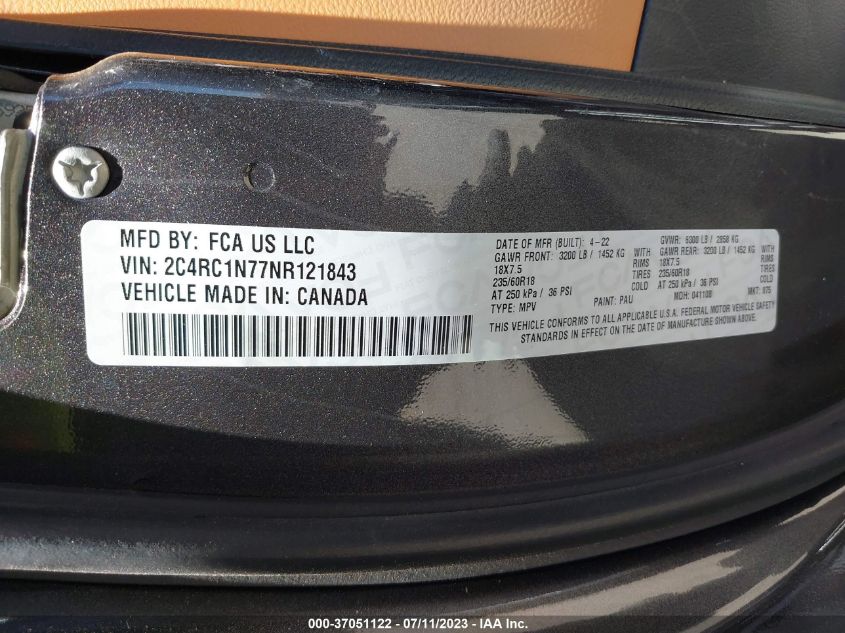 MFD BY: FCA US LLC
VIN: 2C4RC1N77NR121843
VEHICLE MADE IN: CANADA
DATE OF MFR (BUILT): 4-22 GVWR: 6300 LB / 2858 KG
GAWR FRONT: 3200 LB / 1452 KG WITH GAWR REAR: 3200 LB / 1452 KG WITH
18X7.5 RIMS 18X7.5 RIMS
235/60R18 TIRES 235/60R18 TIRES
AT 250 kPa / 36 PSI COLD AT 250 kPa / 36 PSI COLD
TYPE: MPV PAINT: PAU MDH: 041108 MKT:
THIS VEHICLE CONFORMS TO ALL APPLICABLE U.S.A. FEDERAL MOTOR VEHICLE SAFETY
STANDARDS IN EFFECT ON THE DATE OF MANUFACTURE SHOWN ABOVE.
000-37051122 - 07/11/2023 - IAA Inc.